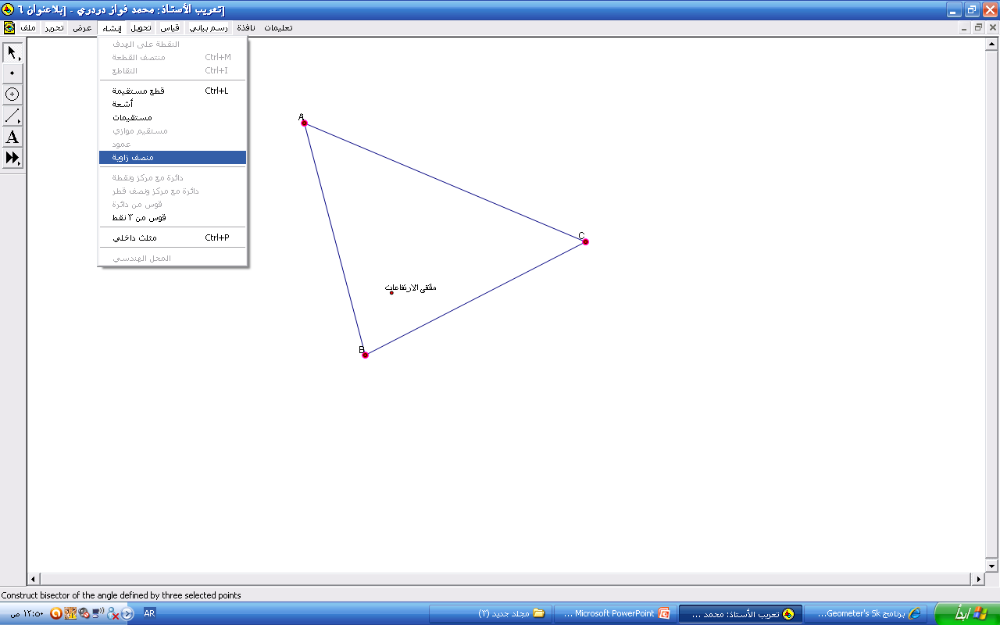 [تعريب الأستاذ: محمد فواز دردري - [بلاعنوان ٦
ملف تحرير عرض إنشاء تحويل قياس رسم بياني نافذة تعليمات
النقطة على الهدف
منتصف القطعة Ctrl+M
التقاطع Ctrl+I
قطع مستقيمة Ctrl+L
أشعة
مستقيمات
مستقيم موازي
عمود
منصف زاوية
دائرة مع مركز ونقطة
دائرة مع مركز ونصف قطر
قوس من دائرة
قوس من ٣ نقط
مثلث داخلي Ctrl+P
المحل الهندسي
A
A
C
ملتقى الارتفاعات
B
Construct bisector of the angle defined by three selected points
ابدأ
برنامج Geometer's Sk...
تعريب الأستاذ: محمد ...
Microsoft PowerPoint ...
مجلد جديد (٢)
AR
١٢:٥٠ ص